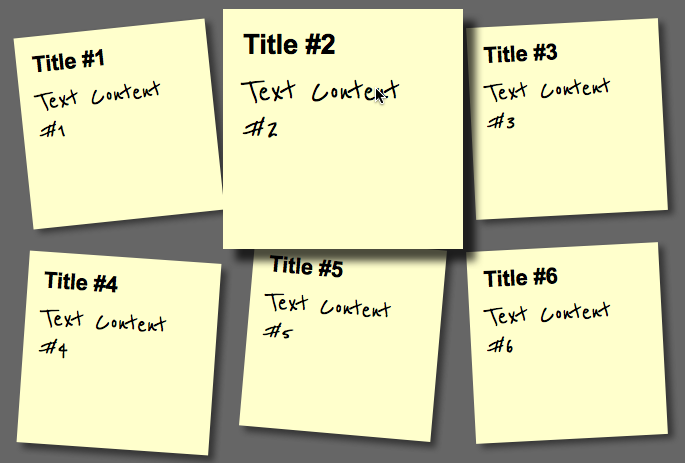 Title #1
Text Content
#1
Title #2
Text Content
#2
Title #3
Text Content
#3
Title #4
Text Content
#4
Title #5
Text Content
#5
Title #6
Text Content
#6